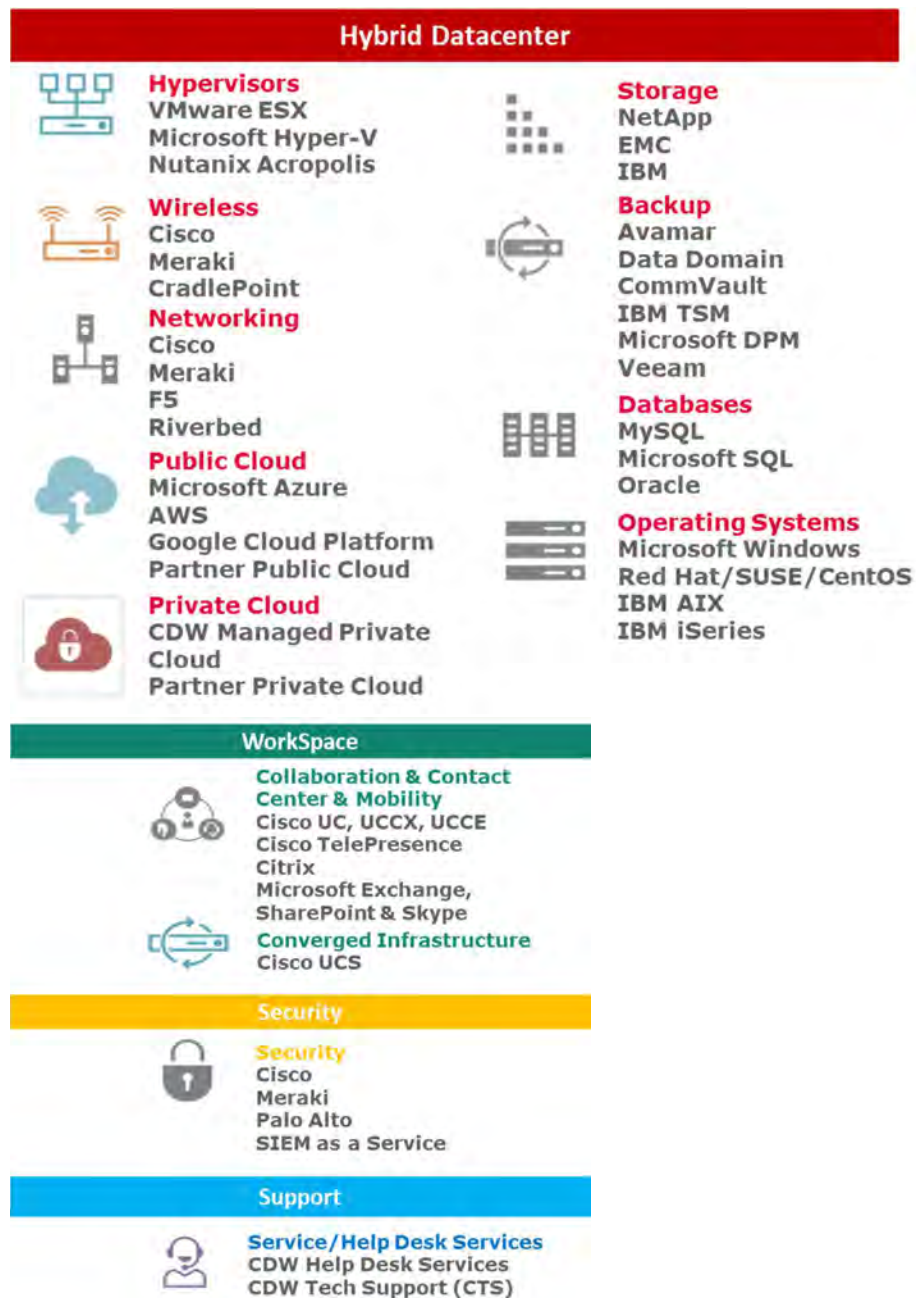 Hybrid Datacenter
Hypervisors
VMware ESX
Microsoft Hyper-V
Nutanix Acropolis
Wireless
Cisco
Meraki
CradlePoint
Networking
Cisco
Meraki
F5
Riverbed
Public Cloud
Microsoft Azure
AWS
Google Cloud Platform
Partner Public Cloud
Private Cloud
CDW Managed Private
Cloud
Partner Private Cloud
Storage
NetApp
EMC
IBM
Backup
Avamar
Data Domain
CommVault
IBM TSM
Microsoft DPM
Veeam
Databases
MySQL
Microsoft SQL
Oracle
Operating Systems
Microsoft Windows
Red Hat/SUSE/CentOS
IBM AIX
IBM iSeries
WorkSpace
Collaboration & Contact
Center & Mobility
Cisco UC, UCCX, UCCE
Cisco TelePresence
Citrix
Microsoft Exchange,
SharePoint & Skype
Converged Infrastructure
Cisco UCS
Security
Security
Cisco
Meraki
Palo Alto
SIEM as a Service
Support
Service/Help Desk Services
CDW Help Desk Services
CDW Tech Support (CTS)